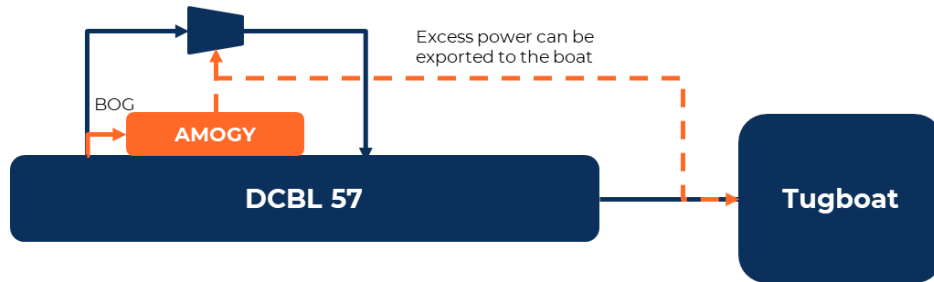 Excess power can be
exported to the boat
BOG
AMOGY
DCBL 57
Tugboat